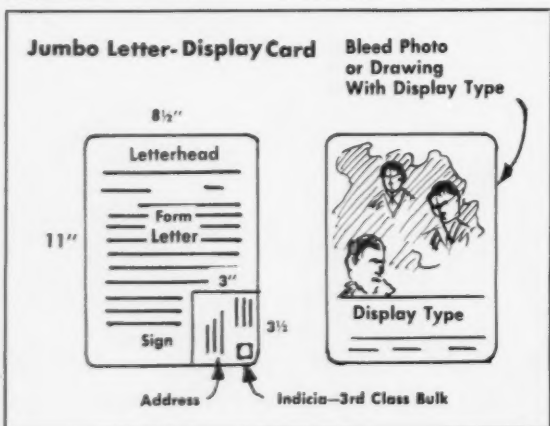 Jumbo Letter-Display Card
Bleed Photo
or Drawing
With Display Type
8½"
Letterhead
Form
Letter
11"
3"
3½
Sign
Display Type
Address
Indicia—3rd Class Bulk